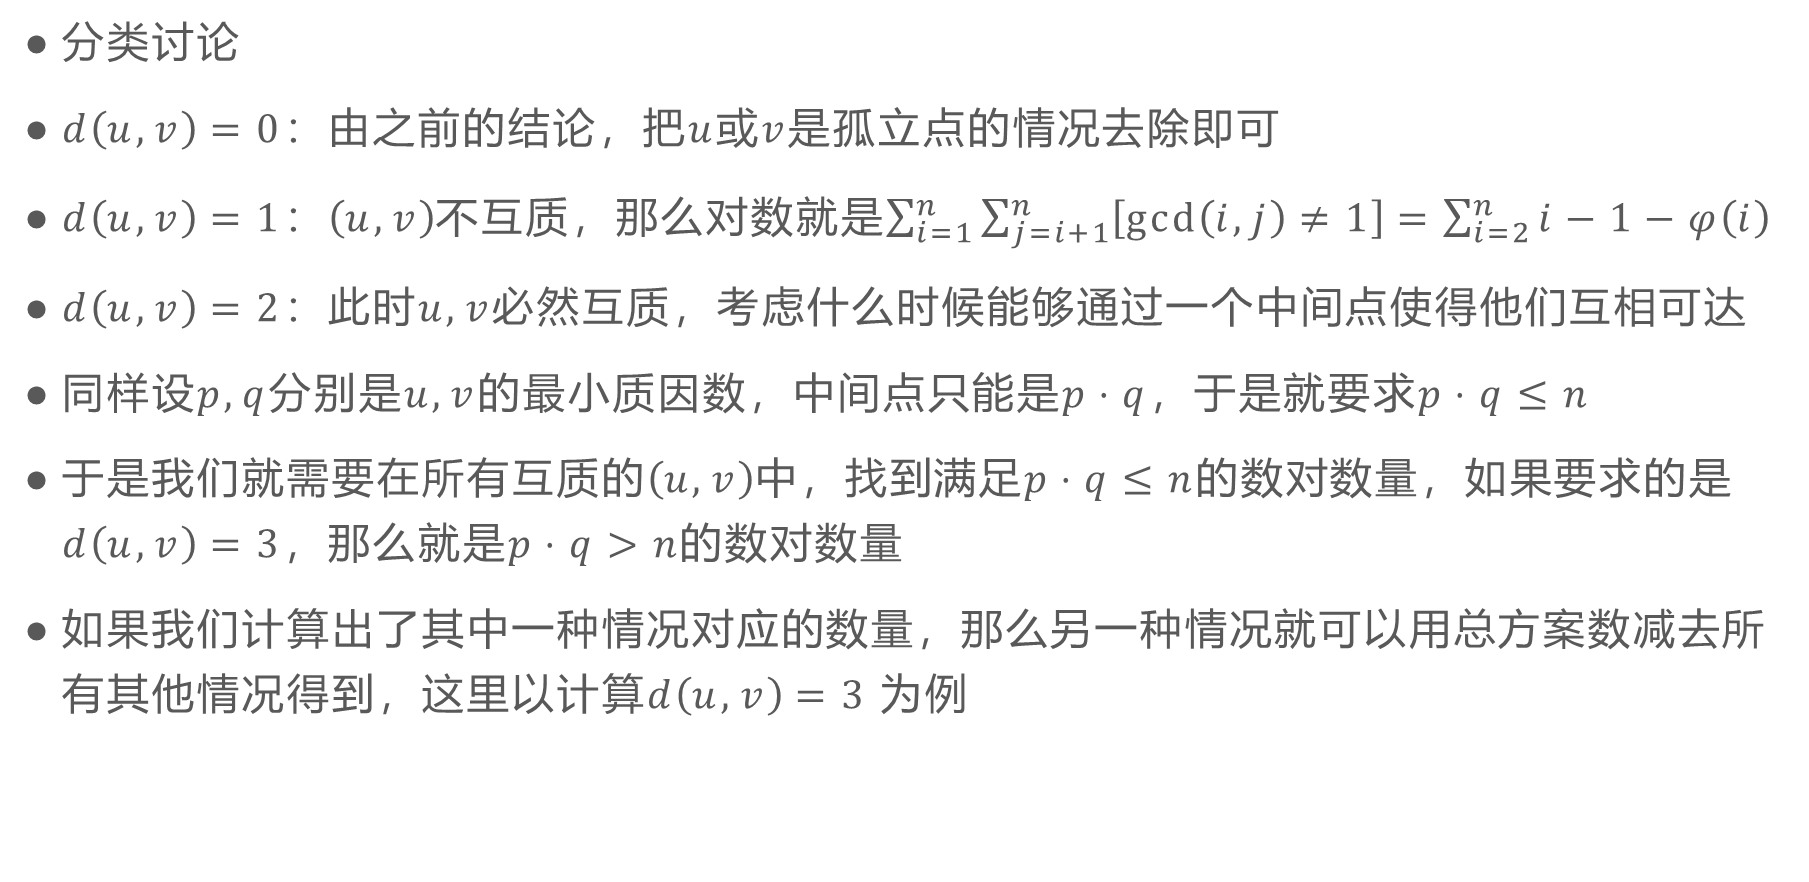 • 分类讨论
• d(u, v) = 0：由之前的结论，把u或v是孤立点的情况去除即可
• d(u, v) = 1：(u, v)不互质，那么对数就是∑_{i=1}^{n} ∑_{j=i+1}^{n}[gcd(i, j) ≠ 1] = ∑_{i=2}^{n} i − 1 − φ(i)
• d(u, v) = 2：此时u, v必然互质，考虑什么时候能够通过一个中间点使得他们互相可达
• 同样设p, q分别是u, v的最小质因数，中间点只能是p · q，于是就要求p · q ≤ n
• 于是我们就需要在所有互质的(u, v)中，找到满足p · q ≤ n的数对数量，如果要求的是
d(u, v) = 3，那么就是p · q > n的数对数量
• 如果我们计算出了其中一种情况对应的数量，那么另一种情况就可以用总方案数减去所
有其他情况得到，这里以计算d(u, v) = 3 为例